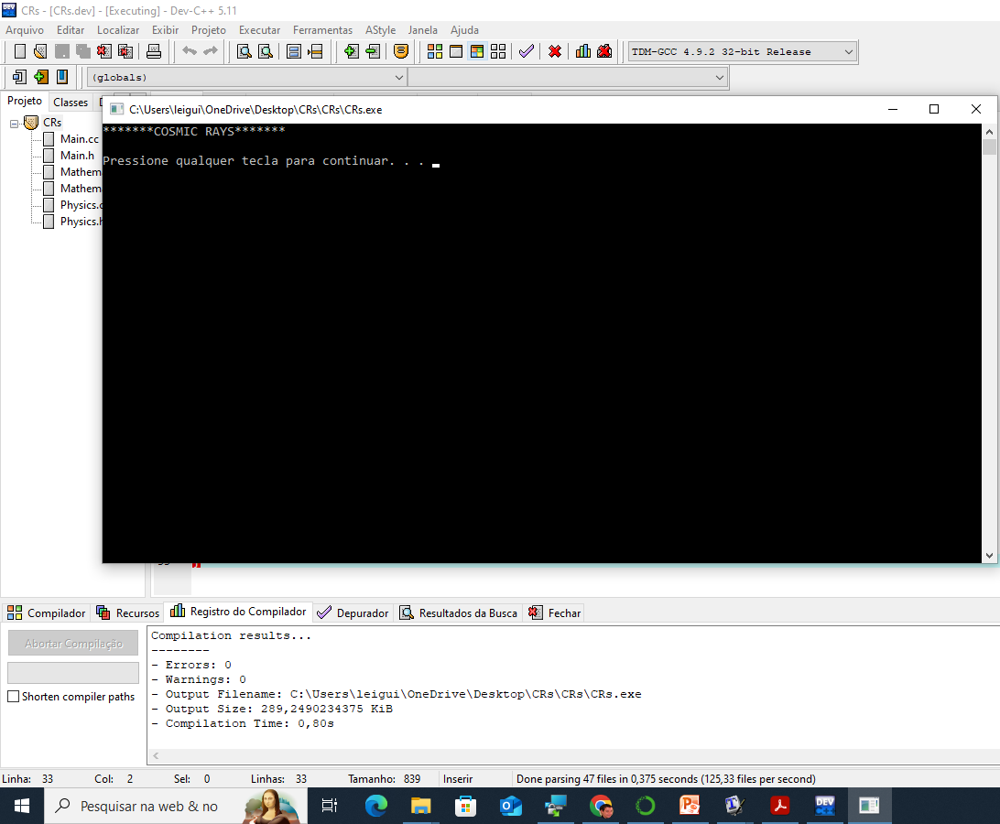 CRs - [CRs.dev] - [Executing] - Dev-C++ 5.11
Arquivo Editar Localizar Exibir Projeto Executar Ferramentas AStyle Janela Ajuda
TDM-GCC 4.9.2 32-bit Release
(globals)
Projeto Classes
C:\Users\leigui\OneDrive\Desktop\CRs\CRs\CRs.exe
CRs
Main.cc
Main.h
Mathem
Mathem
Physics.c
Physics.h
*******COSMIC RAYS*******
Pressione qualquer tecla para continuar. . .
Compilador Recursos Registro do Compilador Depurador Resultados da Busca Fechar
Abortar Compilação
Shorten compiler paths
Compilation results...
--------
- Errors: 0
- Warnings: 0
- Output Filename: C:\Users\leigui\OneDrive\Desktop\CRs\CRs\CRs.exe
- Output Size: 289,2490234375 KiB
- Compilation Time: 0,80s
Linha: 33 Col: 2 Sel: 0 Linhas: 33 Tamanho: 839 Inserir Done parsing 47 files in 0,375 seconds (125,33 files per second)
Pesquisar na web & no